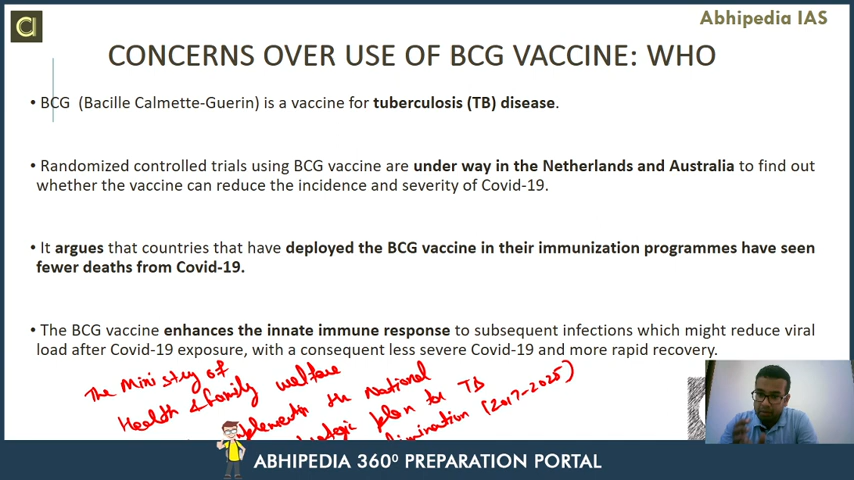 Abhipedia IAS
CONCERNS OVER USE OF BCG VACCINE: WHO
• BCG (Bacille Calmette-Guerin) is a vaccine for tuberculosis (TB) disease.
• Randomized controlled trials using BCG vaccine are under way in the Netherlands and Australia to find out
whether the vaccine can reduce the incidence and severity of Covid-19.
• It argues that countries that have deployed the BCG vaccine in their immunization programmes have seen
fewer deaths from Covid-19.
• The BCG vaccine enhances the innate immune response to subsequent infections which might reduce viral
load after Covid-19 exposure, with a consequent less severe Covid-19 and more rapid recovery.
The Ministry of
Health & family welfare
the National
plan for TB
(2017-2025)
ABHIPEDIA 360⁰ PREPARATION PORTAL